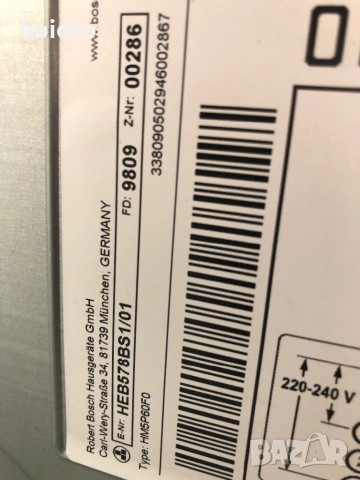 Robert Bosch Hausgeräte GmbH
Carl-Wery-Straße 34, 81739 München, GERMANY
www.bos
E-Nr: HEB578BS1/01
FD: 9809
Z-Nr: 00286
Type: HM5P60F0
338090502946002867
220-240 V
boicho
BAZAR
bg